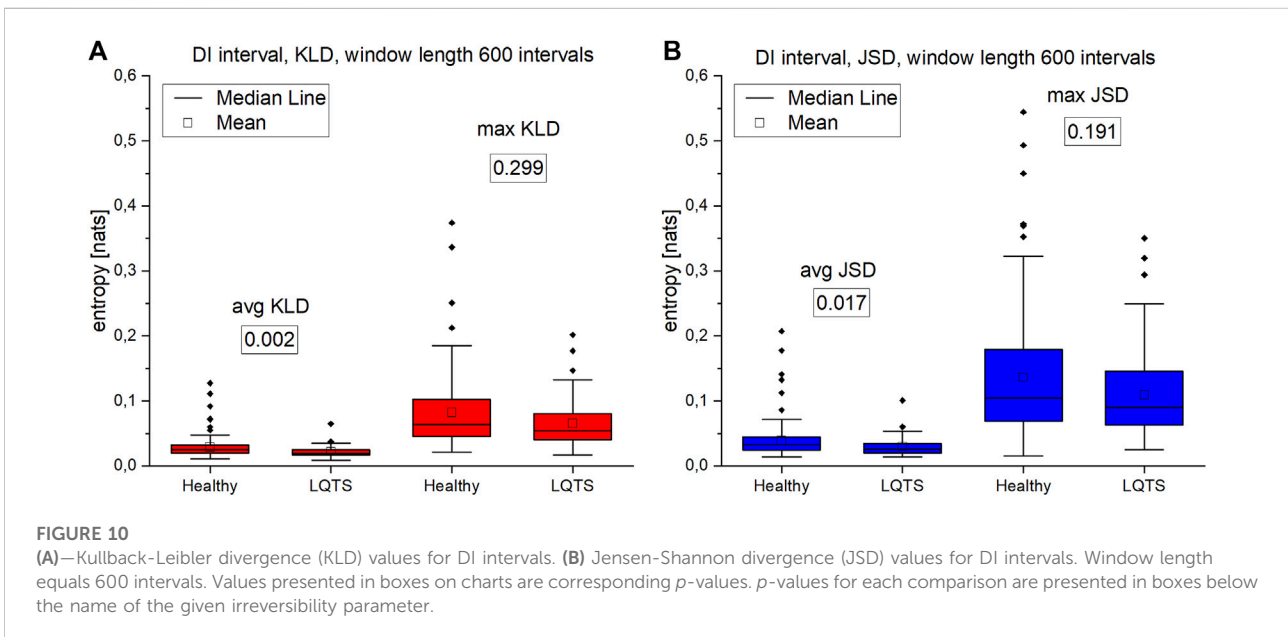 A
DI interval, KLD, window length 600 intervals
0,6
0,5
0,4
0,3
0,2
0,1
0,0
entropy [nats]
Median Line
Mean
max KLD
0.299
avg KLD
0.002
Healthy
LQTS
Healthy
LQTS
B
DI interval, JSD, window length 600 intervals
0,6
0,5
0,4
0,3
0,2
0,1
0,0
entropy [nats]
Median Line
Mean
max JSD
0.191
avg JSD
0.017
Healthy
LQTS
Healthy
LQTS
FIGURE 10
(A)—Kullback-Leibler divergence (KLD) values for DI intervals. (B) Jensen-Shannon divergence (JSD) values for DI intervals. Window length
equals 600 intervals. Values presented in boxes on charts are corresponding p-values. p-values for each comparison are presented in boxes below
the name of the given irreversibility parameter.